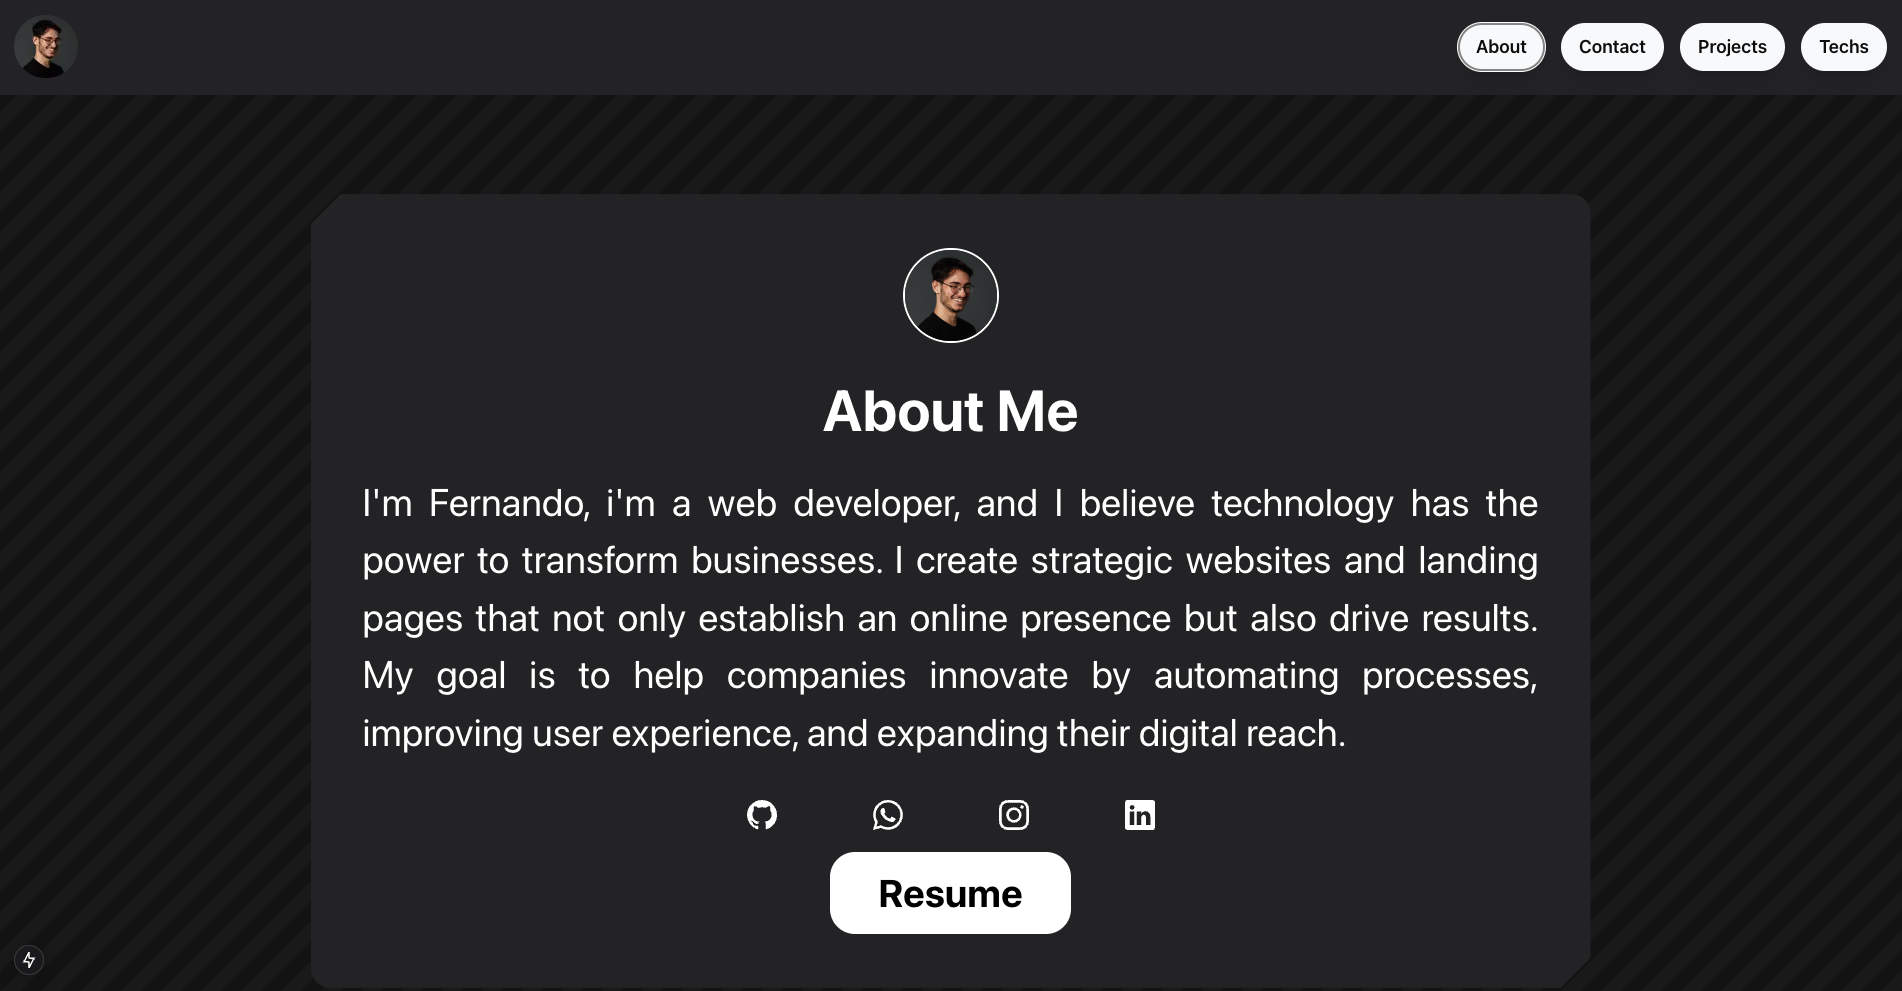 About
Contact
Projects
Techs
About Me
I'm Fernando, i'm a web developer, and I believe technology has the
power to transform businesses. I create strategic websites and landing
pages that not only establish an online presence but also drive results.
My goal is to help companies innovate by automating processes,
improving user experience, and expanding their digital reach.
in
Resume